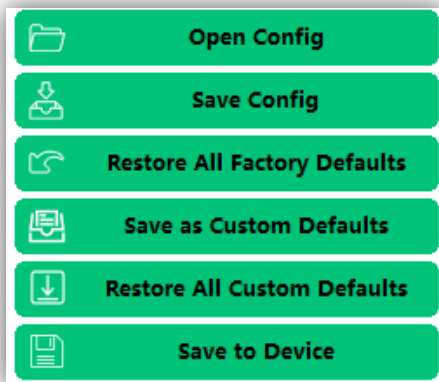 Open Config
Save Config
Restore All Factory Defaults
Save as Custom Defaults
Restore All Custom Defaults
Save to Device